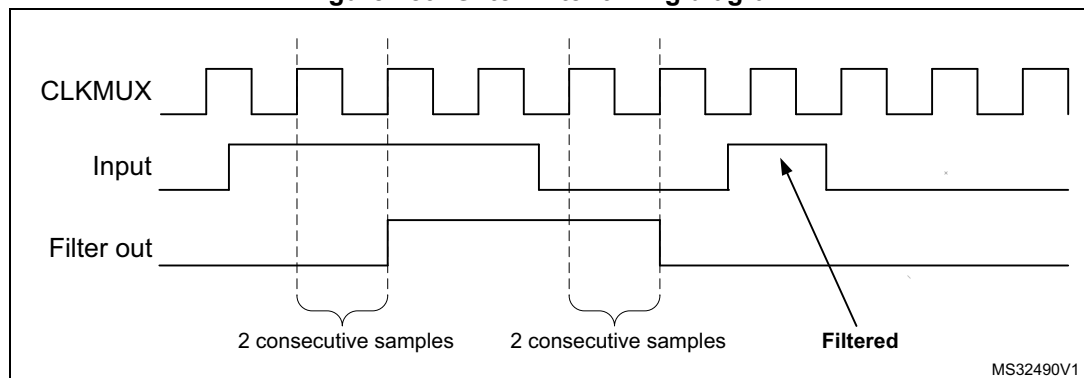 CLKMUX
Input
Filter out
2 consecutive samples
2 consecutive samples
Filtered
MS32490V1